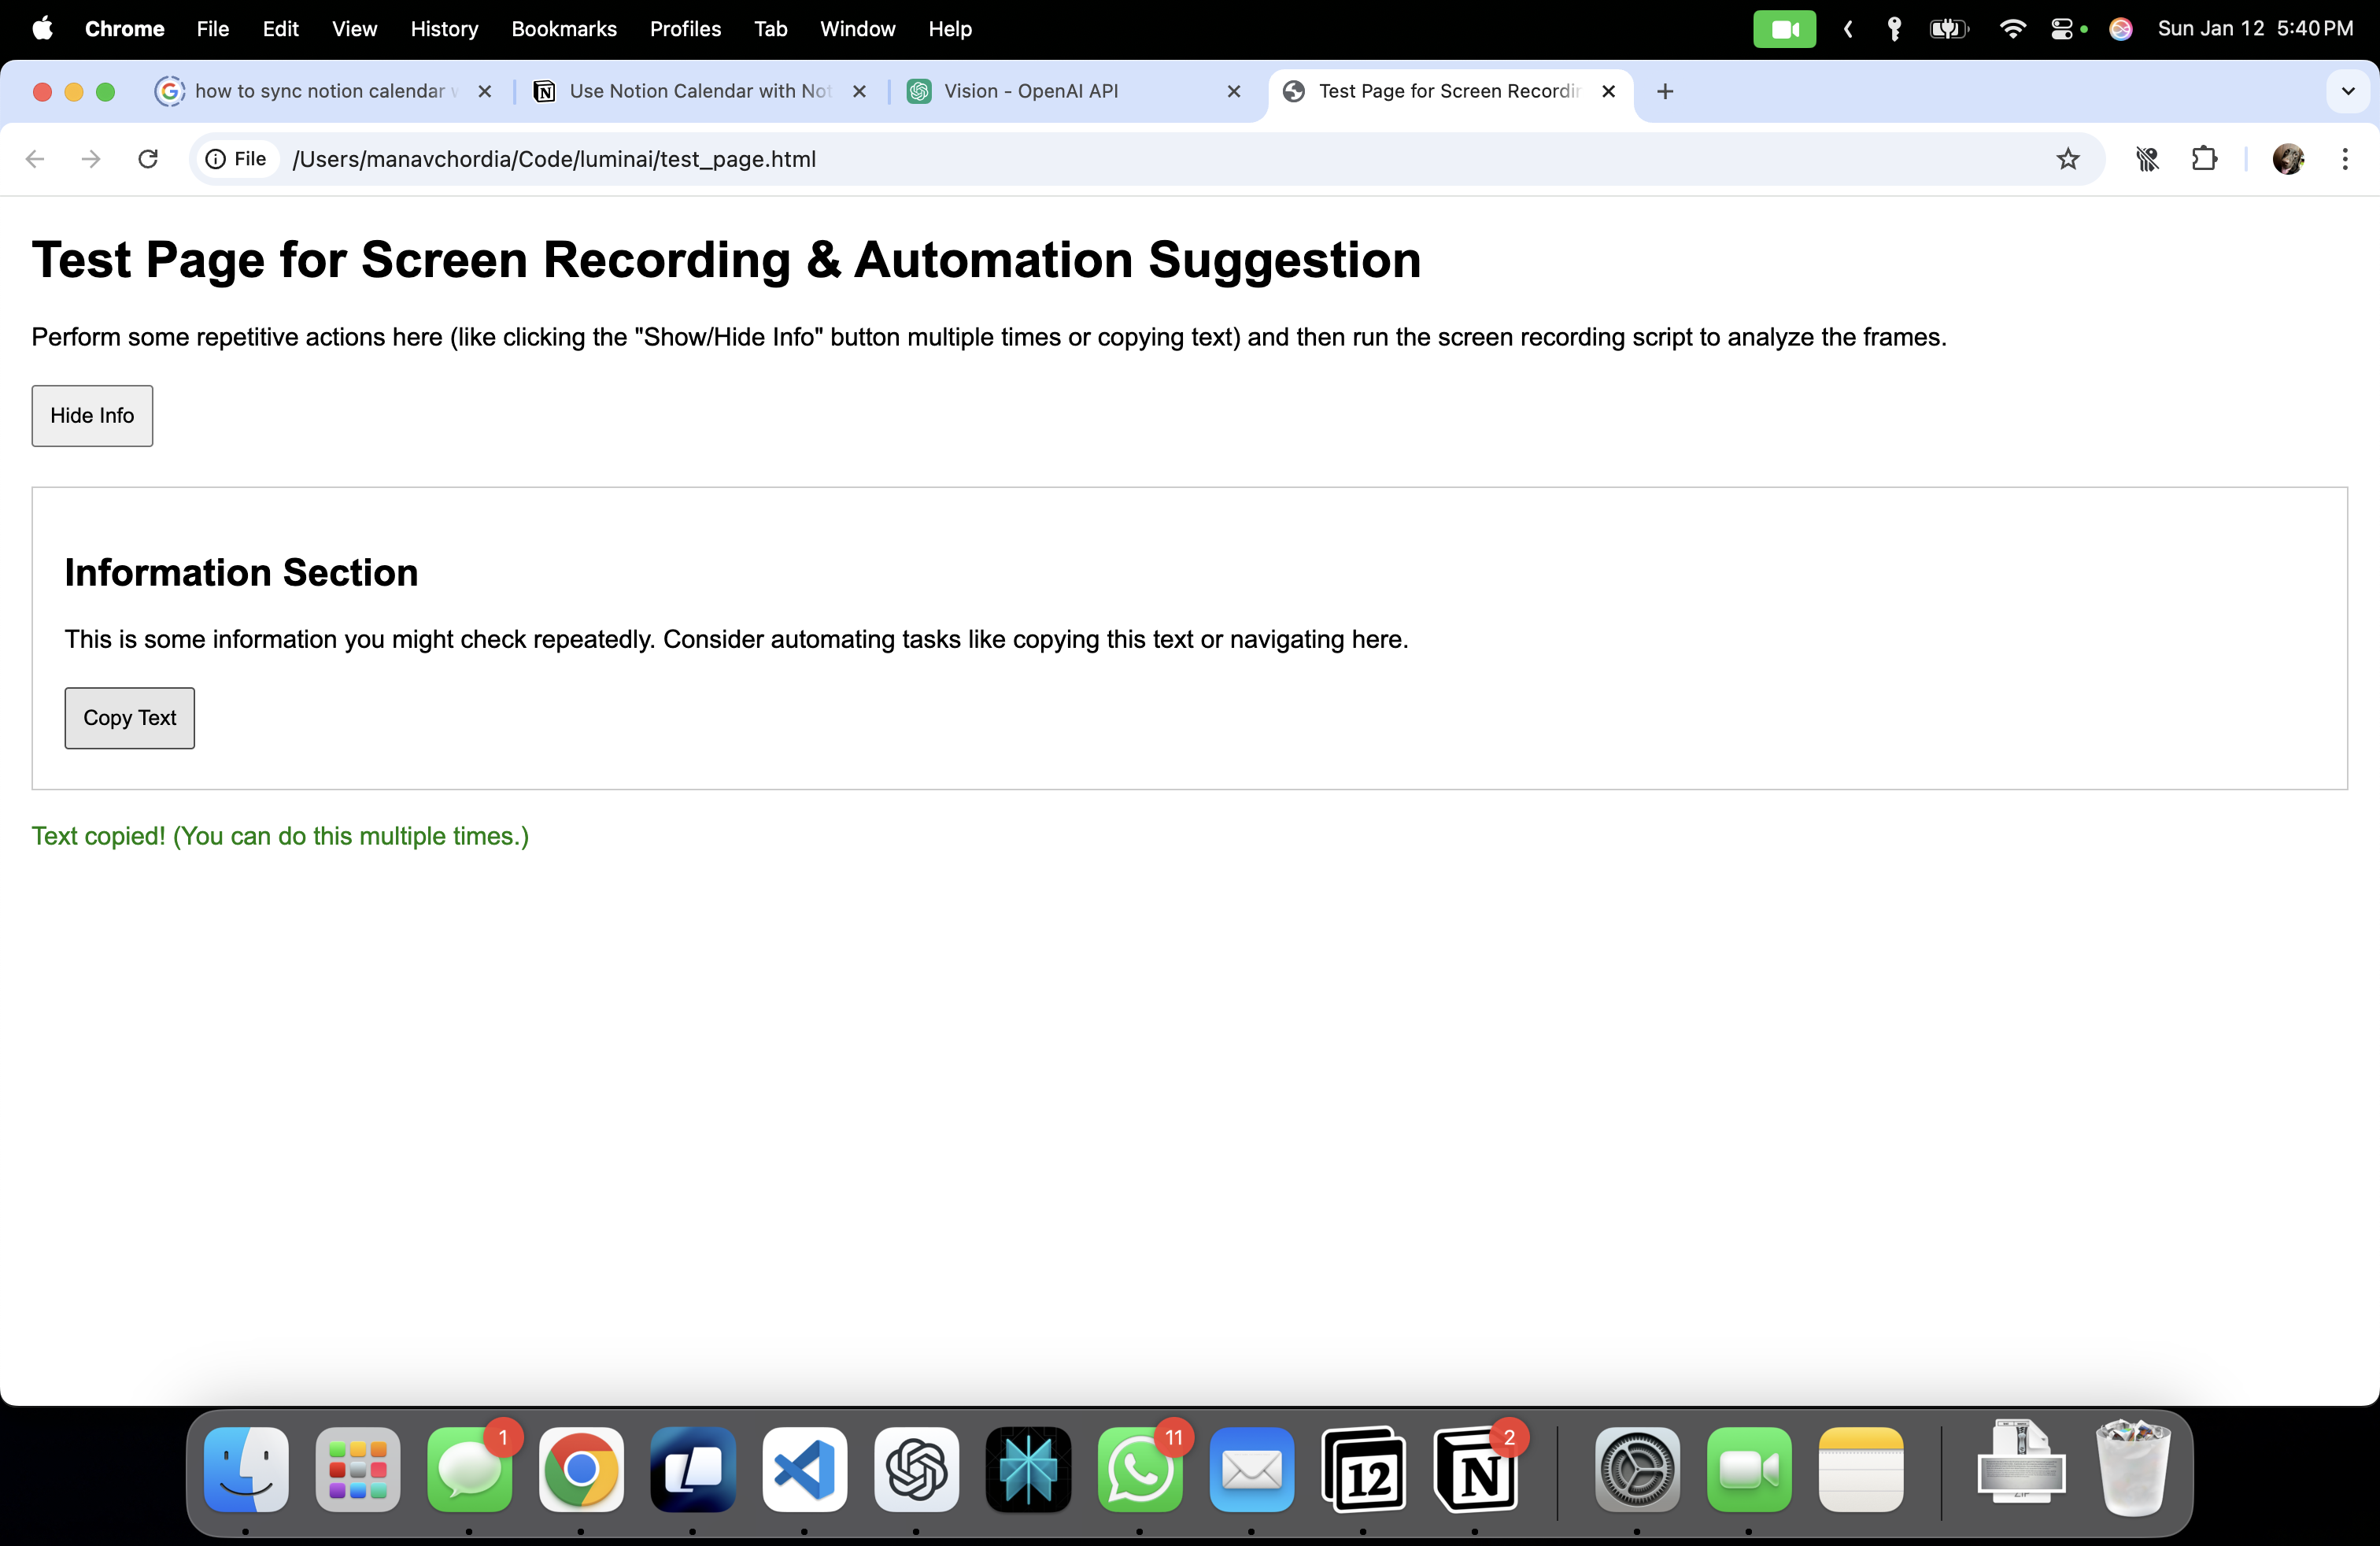 Chrome File Edit View History Bookmarks Profiles Tab Window Help Sun Jan 12 5:40 PM
how to sync notion calendar Use Notion Calendar with Not Vision - OpenAI API Test Page for Screen Recordin
File /Users/manavchordia/Code/luminai/test_page.html
Test Page for Screen Recording & Automation Suggestion
Perform some repetitive actions here (like clicking the "Show/Hide Info" button multiple times or copying text) and then run the screen recording script to analyze the frames.
Hide Info
Information Section
This is some information you might check repeatedly. Consider automating tasks like copying this text or navigating here.
Copy Text
Text copied! (You can do this multiple times.)
1 11 2
12 N
ZIP